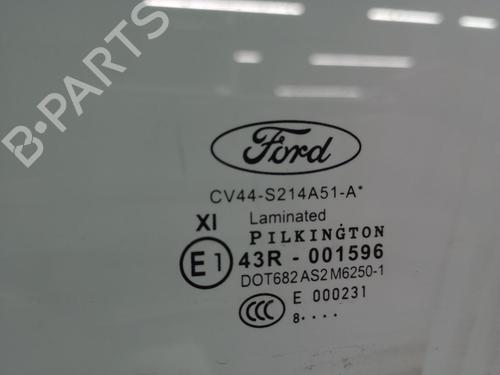 B-PARTS
Ford
CV44-S214A51-A*
XI Laminated
PILKINGTON
E1 43R - 001596
DOT682 AS2 M6250-1
CCC E 000231
8····